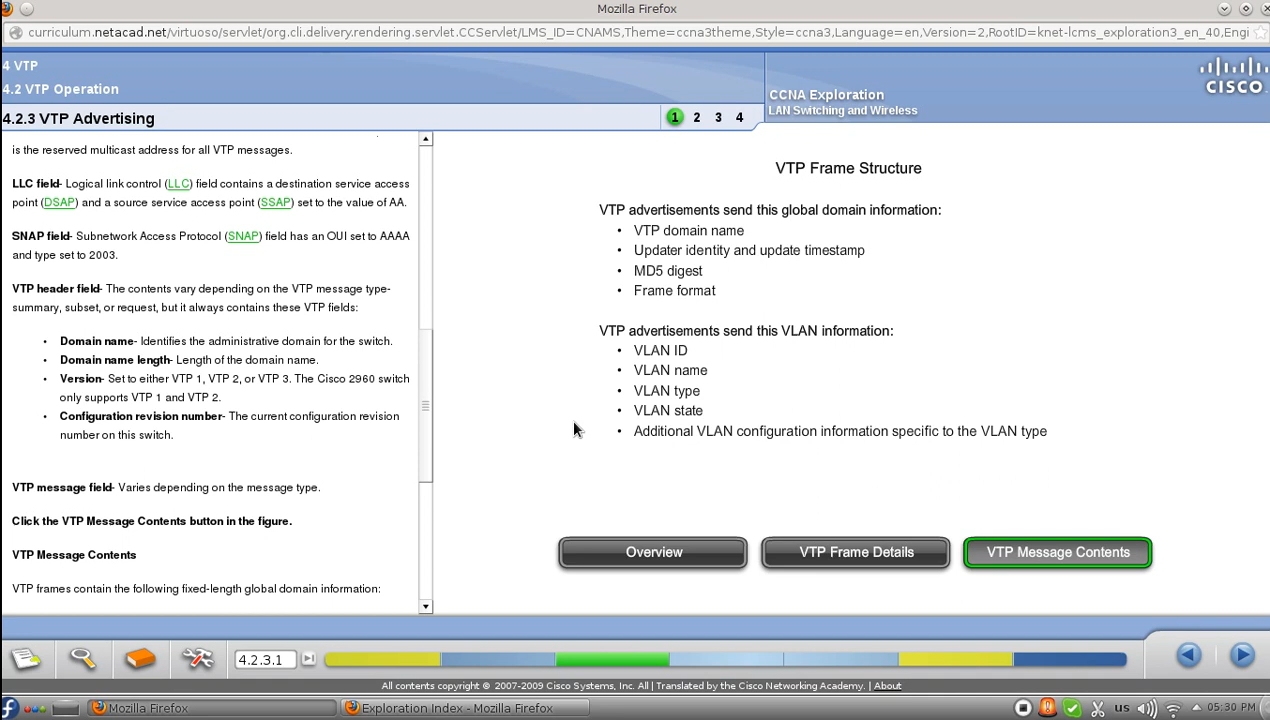 Mozilla Firefox
curriculum.netacad.net/virtuoso/servlet/org.cli.delivery.rendering.servlet.CCServlet/LMS_ID=CNAMS,Theme=ccna3theme,Style=ccna3,Language=en,Version=2,RootID=knet-lcms_exploration3_en_40,Engi
4 VTP
4.2 VTP Operation
CCNA Exploration
LAN Switching and Wireless
CISCO
4.2.3 VTP Advertising
1 2 3 4
is the reserved multicast address for all VTP messages.
LLC field- Logical link control (LLC) field contains a destination service access
point (DSAP) and a source service access point (SSAP) set to the value of AA.
SNAP field- Subnetwork Access Protocol (SNAP) field has an OUI set to AAAA
and type set to 2003.
VTP header field- The contents vary depending on the VTP message type-
summary, subset, or request, but it always contains these VTP fields:
• Domain name- Identifies the administrative domain for the switch.
• Domain name length- Length of the domain name.
• Version- Set to either VTP 1, VTP 2, or VTP 3. The Cisco 2960 switch
only supports VTP 1 and VTP 2.
• Configuration revision number- The current configuration revision
number on this switch.
VTP message field- Varies depending on the message type.
Click the VTP Message Contents button in the figure.
VTP Message Contents
VTP frames contain the following fixed-length global domain information:
VTP Frame Structure
VTP advertisements send this global domain information:
• VTP domain name
• Updater identity and update timestamp
• MD5 digest
• Frame format
VTP advertisements send this VLAN information:
• VLAN ID
• VLAN name
• VLAN type
• VLAN state
• Additional VLAN configuration information specific to the VLAN type
Overview
VTP Frame Details
VTP Message Contents
4.2.3.1
All contents copyright © 2007-2009 Cisco Systems, Inc. All | Translated by the Cisco Networking Academy. | About
Mozilla Firefox
Exploration Index - Mozilla Firefox
us
05:30 PM